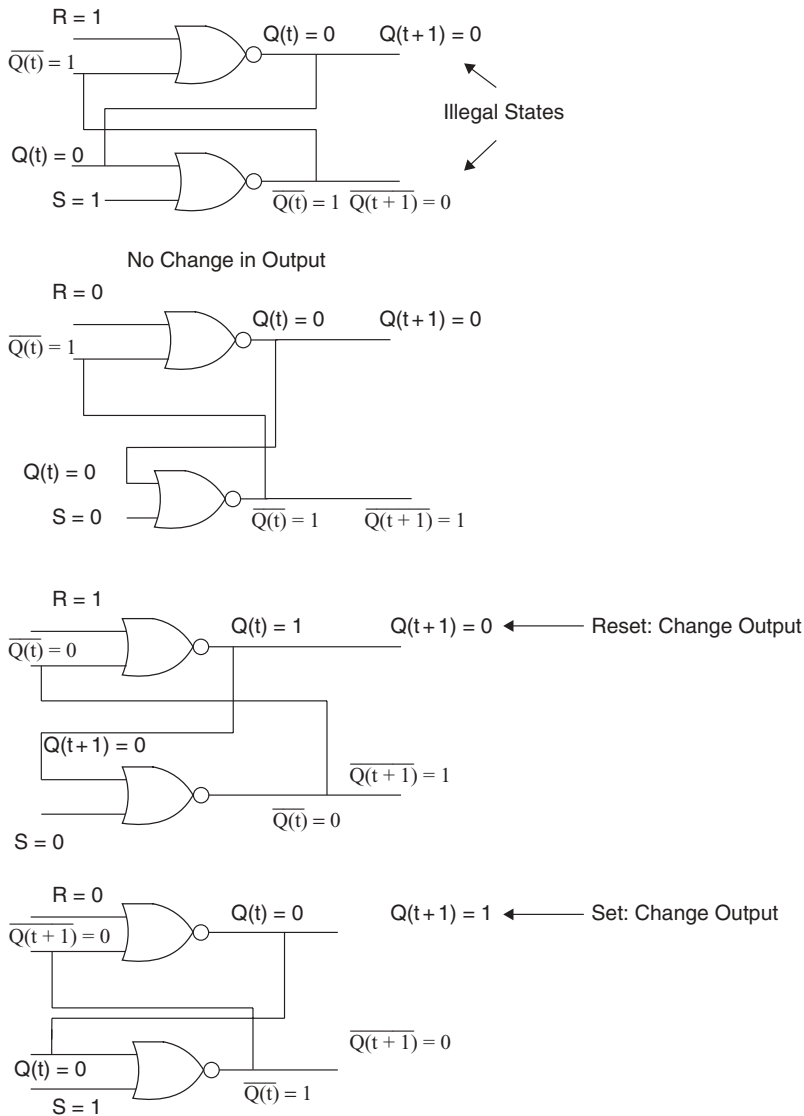 R = 1
Q(t) = 0 Q(t+1) = 0
Q̅(̅t̅)̅ = 1
Illegal States
Q(t) = 0
S = 1
Q̅(̅t̅)̅ = 1 Q̅(̅t̅ ̅+̅ ̅1̅)̅ = 0
No Change in Output
R = 0
Q(t) = 0 Q(t+1) = 0
Q̅(̅t̅)̅ = 1
Q(t) = 0
S = 0
Q̅(̅t̅)̅ = 1 Q̅(̅t̅ ̅+̅ ̅1̅)̅ = 1
R = 1
Q(t) = 1 Q(t+1) = 0 Reset: Change Output
Q̅(̅t̅)̅ = 0
Q(t+1) = 0
Q̅(̅t̅ ̅+̅ ̅1̅)̅ = 1
Q̅(̅t̅)̅ = 0
S = 0
R = 0
Q(t) = 0 Q(t+1) = 1 Set: Change Output
Q̅(̅t̅ ̅+̅ ̅1̅)̅ = 0
Q̅(̅t̅ ̅+̅ ̅1̅)̅ = 0
Q(t) = 0
Q̅(̅t̅)̅ = 1
S = 1